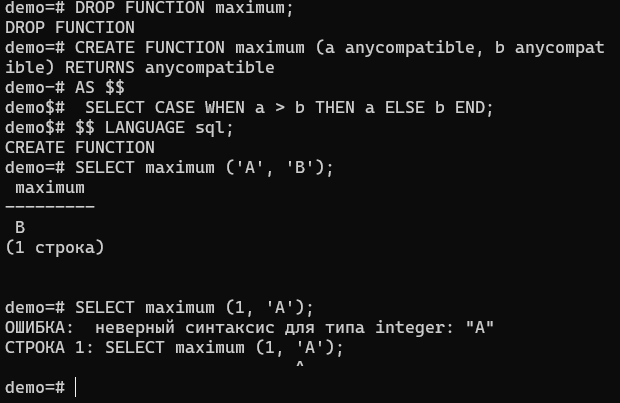 demo=# DROP FUNCTION maximum;
DROP FUNCTION
demo=# CREATE FUNCTION maximum (a anycompatible, b anycompat
ible) RETURNS anycompatible
demo-# AS $$
demo$#  SELECT CASE WHEN a > b THEN a ELSE b END;
demo$# $$ LANGUAGE sql;
CREATE FUNCTION
demo=# SELECT maximum ('A', 'B');
 maximum
---------
 B
(1 строка)


demo=# SELECT maximum (1, 'A');
ОШИБКА:  неверный синтаксис для типа integer: "A"
СТРОКА 1: SELECT maximum (1, 'A');
                             ^
demo=#